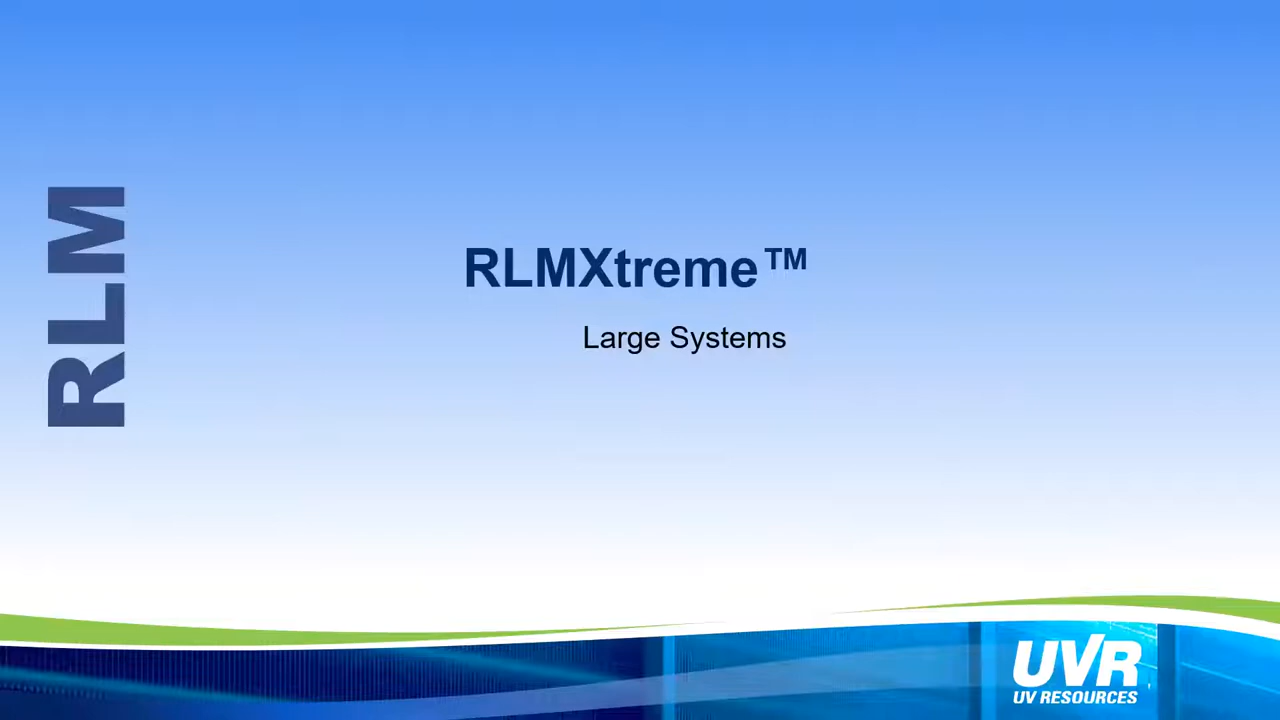 RLM
RLMXtreme™
Large Systems
UVR
UV RESOURCES